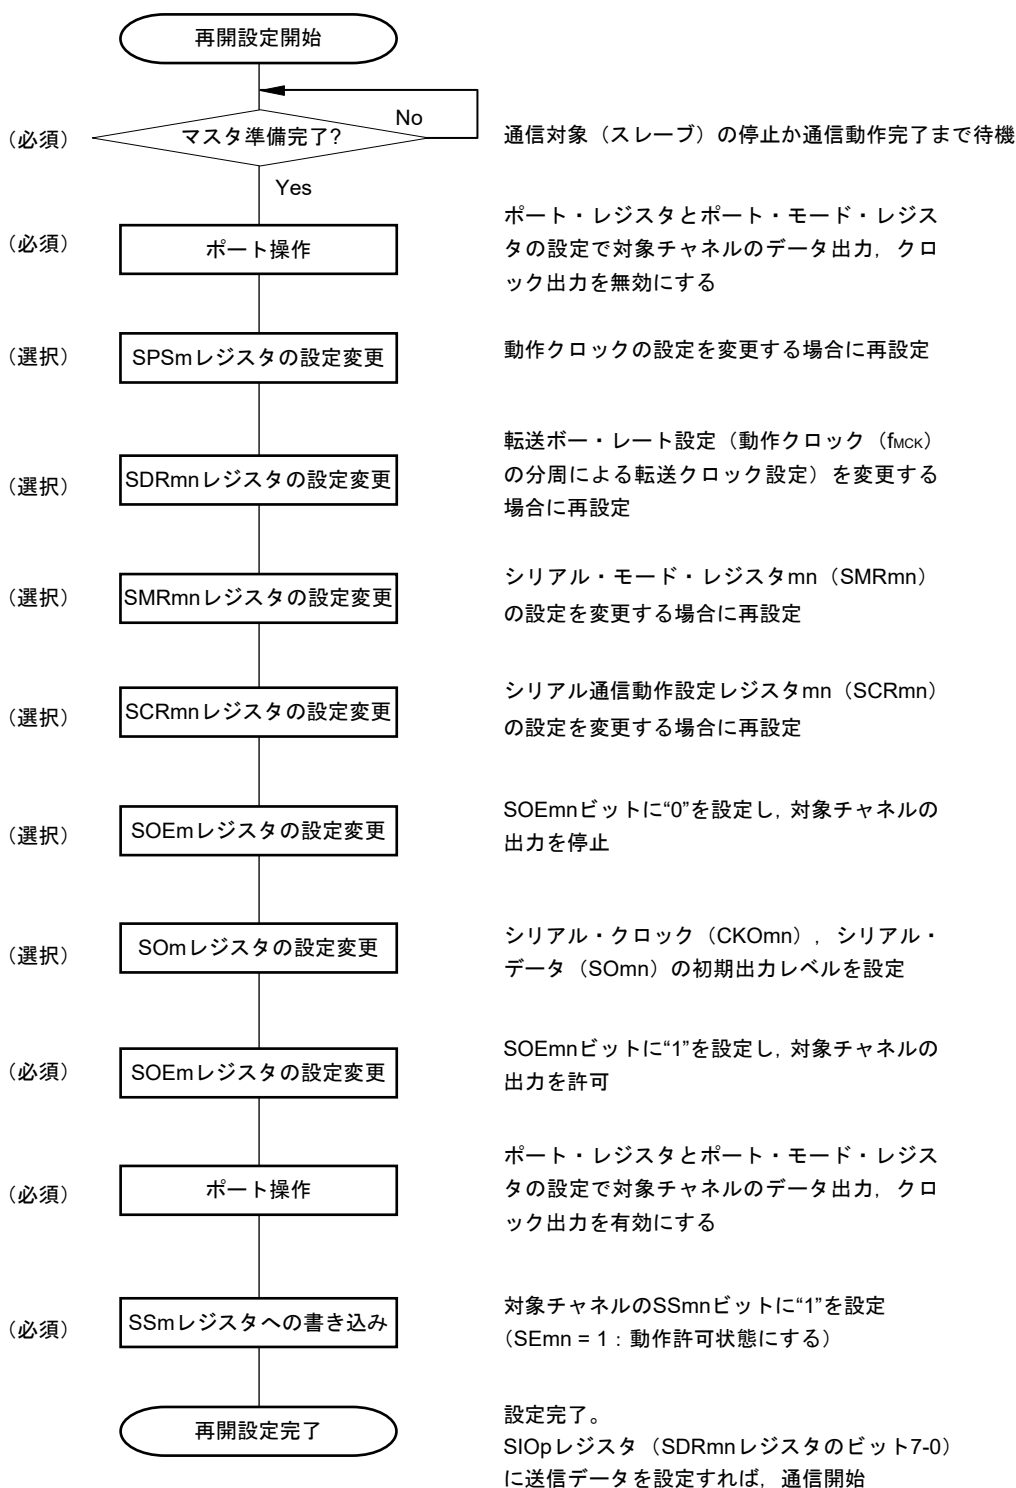 再開設定開始
No
(必須)
マスタ準備完了?
通信対象(スレーブ)の停止か通信動作完了まで待機
Yes
(必須)
ポート操作
ポート・レジスタとポート・モード・レジス
タの設定で対象チャネルのデータ出力,クロ
ック出力を無効にする
(選択)
SPSmレジスタの設定変更
動作クロックの設定を変更する場合に再設定
(選択)
SDRmnレジスタの設定変更
転送ボー・レート設定(動作クロック(fMCK)
の分周による転送クロック設定)を変更する
場合に再設定
(選択)
SMRmnレジスタの設定変更
シリアル・モード・レジスタmn(SMRmn)
の設定を変更する場合に再設定
(選択)
SCRmnレジスタの設定変更
シリアル通信動作設定レジスタmn(SCRmn)
の設定を変更する場合に再設定
(選択)
SOEmレジスタの設定変更
SOEmnビットに“0”を設定し,対象チャネルの
出力を停止
(選択)
SOmレジスタの設定変更
シリアル・クロック(CKOmn),シリアル・
データ(SOmn)の初期出力レベルを設定
(必須)
SOEmレジスタの設定変更
SOEmnビットに“1”を設定し,対象チャネルの
出力を許可
(必須)
ポート操作
ポート・レジスタとポート・モード・レジス
タの設定で対象チャネルのデータ出力,クロ
ック出力を有効にする
(必須)
SSmレジスタへの書き込み
対象チャネルのSSmnビットに“1”を設定
(SEmn = 1:動作許可状態にする)
再開設定完了
設定完了。
SIOpレジスタ(SDRmnレジスタのビット7-0)
に送信データを設定すれば,通信開始